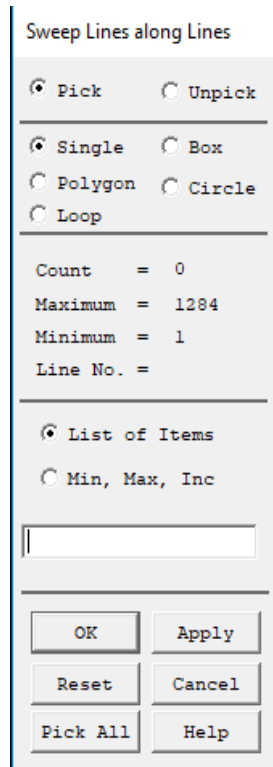 Sweep Lines along Lines
Pick Unpick
Single Box
Polygon Circle
Loop
Count = 0
Maximum = 1284
Minimum = 1
Line No. =
List of Items
Min, Max, Inc
OK Apply
Reset Cancel
Pick All Help